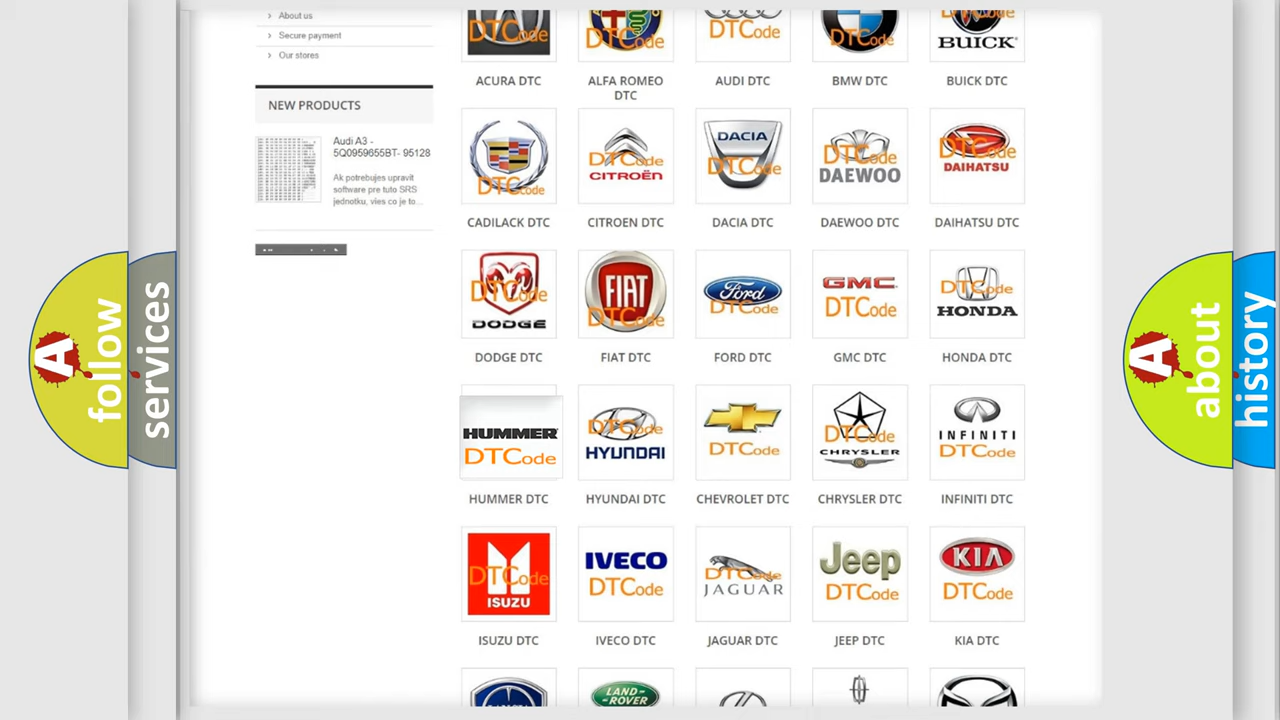 About us
Secure payment
Our stores
NEW PRODUCTS
Audi A3 -
5Q0959655BT- 95128
Ak potrebujes upravit
software pre tuto SRS
jednotku, vies co je to...
DTCode
DTCode
DTCode
DTCode
BUICK
ACURA DTC
ALFA ROMEO
DTC
AUDI DTC
BMW DTC
BUICK DTC
DTCode
DTCode
CITROËN
DACIA
DTCode
DTCode
DAEWOO
DTCode
DAIHATSU
CADILACK DTC
CITROEN DTC
DACIA DTC
DAEWOO DTC
DAIHATSU DTC
DTCode
DODGE
FIAT
DTCode
Ford
DTCode
GMC
DTCode
DTCode
HONDA
DODGE DTC
FIAT DTC
FORD DTC
GMC DTC
HONDA DTC
HUMMER
DTCode
DTCode
HYUNDAI
DTCode
DTCode
CHRYSLER
INFINITI
DTCode
HUMMER DTC
HYUNDAI DTC
CHEVROLET DTC
CHRYSLER DTC
INFINITI DTC
DTCode
ISUZU
IVECO
DTCode
DTCode
JAGUAR
Jeep
DTCode
KIA
DTCode
ISUZU DTC
IVECO DTC
JAGUAR DTC
JEEP DTC
KIA DTC
LAND-
ROVER
A
follow
services
A
about
history